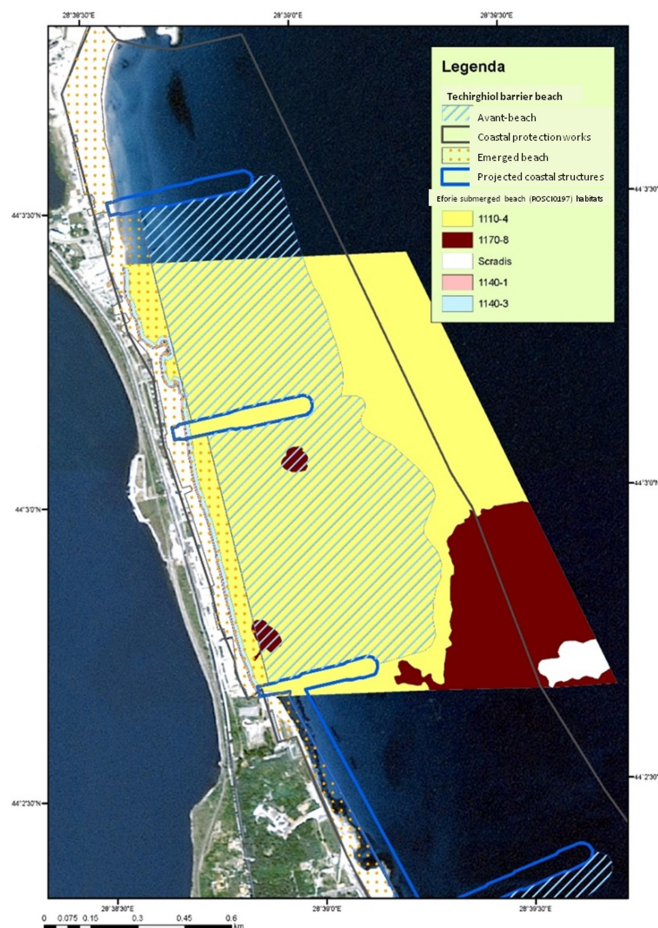 28°38'30"E 28°39'0"E 28°39'30"E
Legenda
Techirghiol barrier beach
Avant-beach
Coastal protection works
Emerged beach
Projected coastal structures
Eforie submerged beach (ROSCI0197) habitats
1110-4
1170-8
Scradis
1140-1
1140-3
44°3'30"N 44°3'30"N
44°3'0"N 44°3'0"N
44°2'30"N 44°2'30"N
28°38'30"E 28°39'0"E 28°39'30"E
0 0.075 0.15 0.3 0.45 0.6